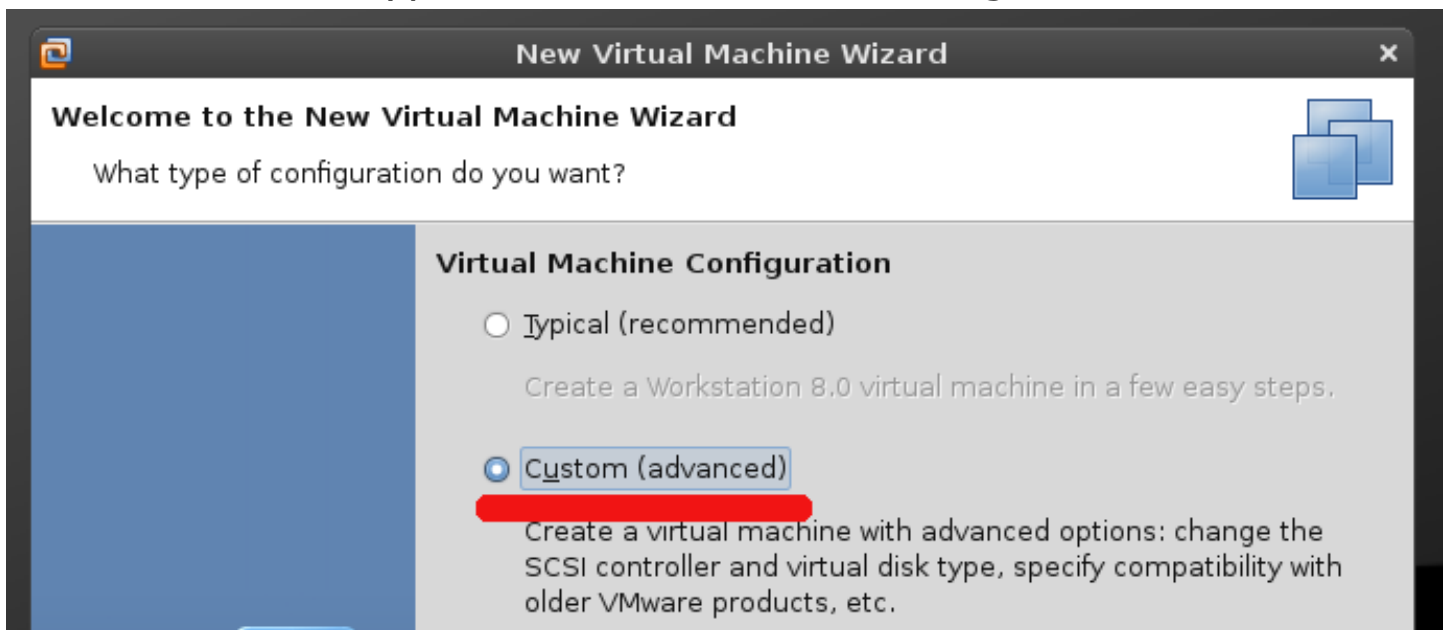 New Virtual Machine Wizard
Welcome to the New Virtual Machine Wizard
What type of configuration do you want?
Virtual Machine Configuration
Typical (recommended)
Create a Workstation 8.0 virtual machine in a few easy steps.
Custom (advanced)
Create a virtual machine with advanced options: change the
SCSI controller and virtual disk type, specify compatibility with
older VMware products, etc.